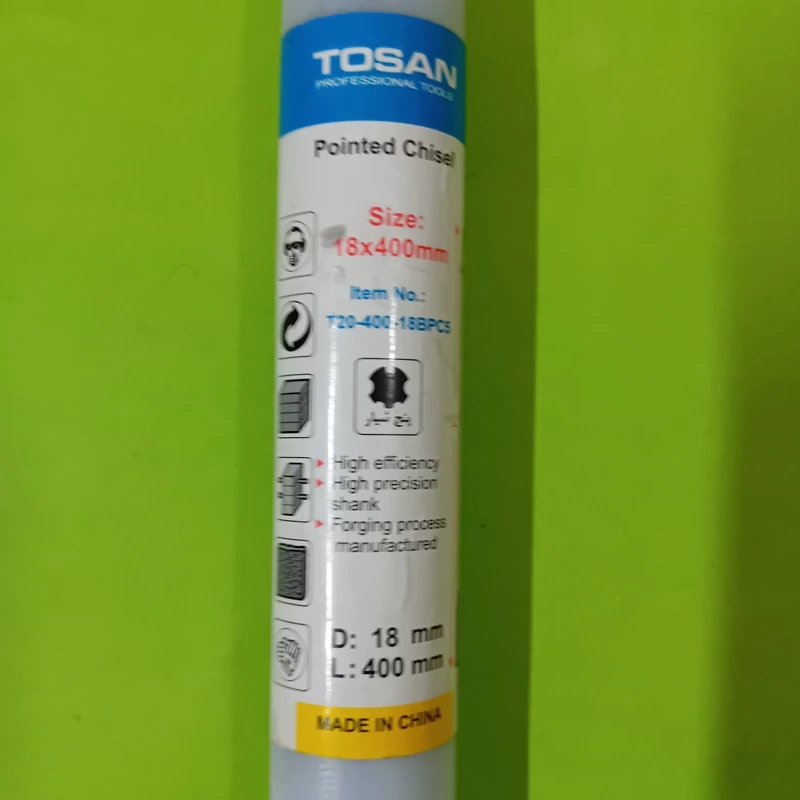 TOSAN
PROFESSIONAL TOOLS
Pointed Chisel
Size:
18x400mm
Item No.:
T20-400-18BPC5
پنج شیار
High efficiency
High precision
shank
Forging process
manufactured
D: 18 mm
L: 400 mm
MADE IN CHINA